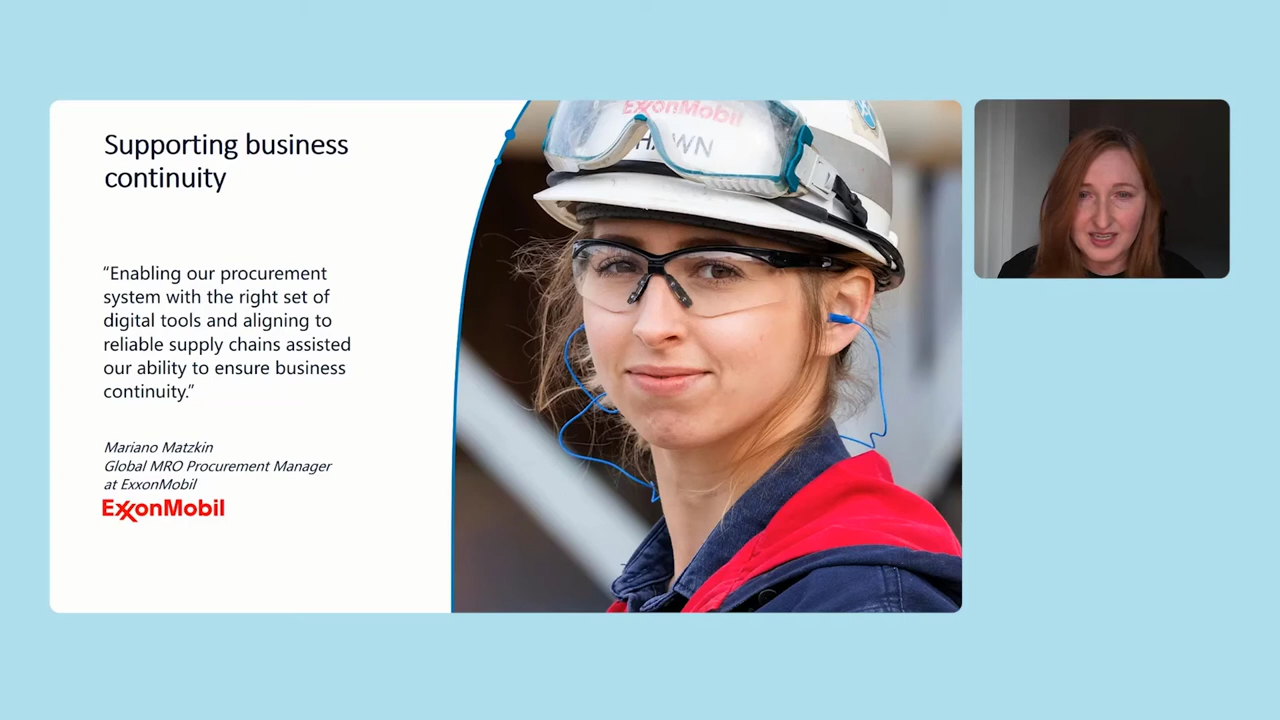 Supporting business
continuity
“Enabling our procurement
system with the right set of
digital tools and aligning to
reliable supply chains assisted
our ability to ensure business
continuity.”
Mariano Matzkin
Global MRO Procurement Manager
at ExxonMobil
ExxonMobil
ExxonMobil
HAWN